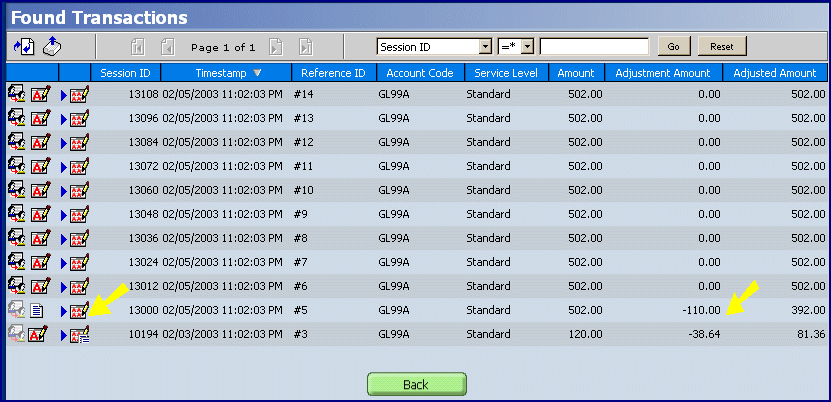 Found Transactions
Page 1 of 1 Session ID =* Go Reset
Session ID Timestamp Reference ID Account Code Service Level Amount Adjustment Amount Adjusted Amount
13108 02/05/2003 11:02:03 PM #14 GL99A Standard 502.00 0.00 502.00
13096 02/05/2003 11:02:03 PM #13 GL99A Standard 502.00 0.00 502.00
13084 02/05/2003 11:02:03 PM #12 GL99A Standard 502.00 0.00 502.00
13072 02/05/2003 11:02:03 PM #11 GL99A Standard 502.00 0.00 502.00
13060 02/05/2003 11:02:03 PM #10 GL99A Standard 502.00 0.00 502.00
13048 02/05/2003 11:02:03 PM #9 GL99A Standard 502.00 0.00 502.00
13036 02/05/2003 11:02:03 PM #8 GL99A Standard 502.00 0.00 502.00
13024 02/05/2003 11:02:03 PM #7 GL99A Standard 502.00 0.00 502.00
13012 02/05/2003 11:02:03 PM #6 GL99A Standard 502.00 0.00 502.00
13000 02/05/2003 11:02:03 PM #5 GL99A Standard 502.00 -110.00 392.00
10194 02/03/2003 11:02:03 PM #3 GL99A Standard 120.00 -38.64 81.36
Back